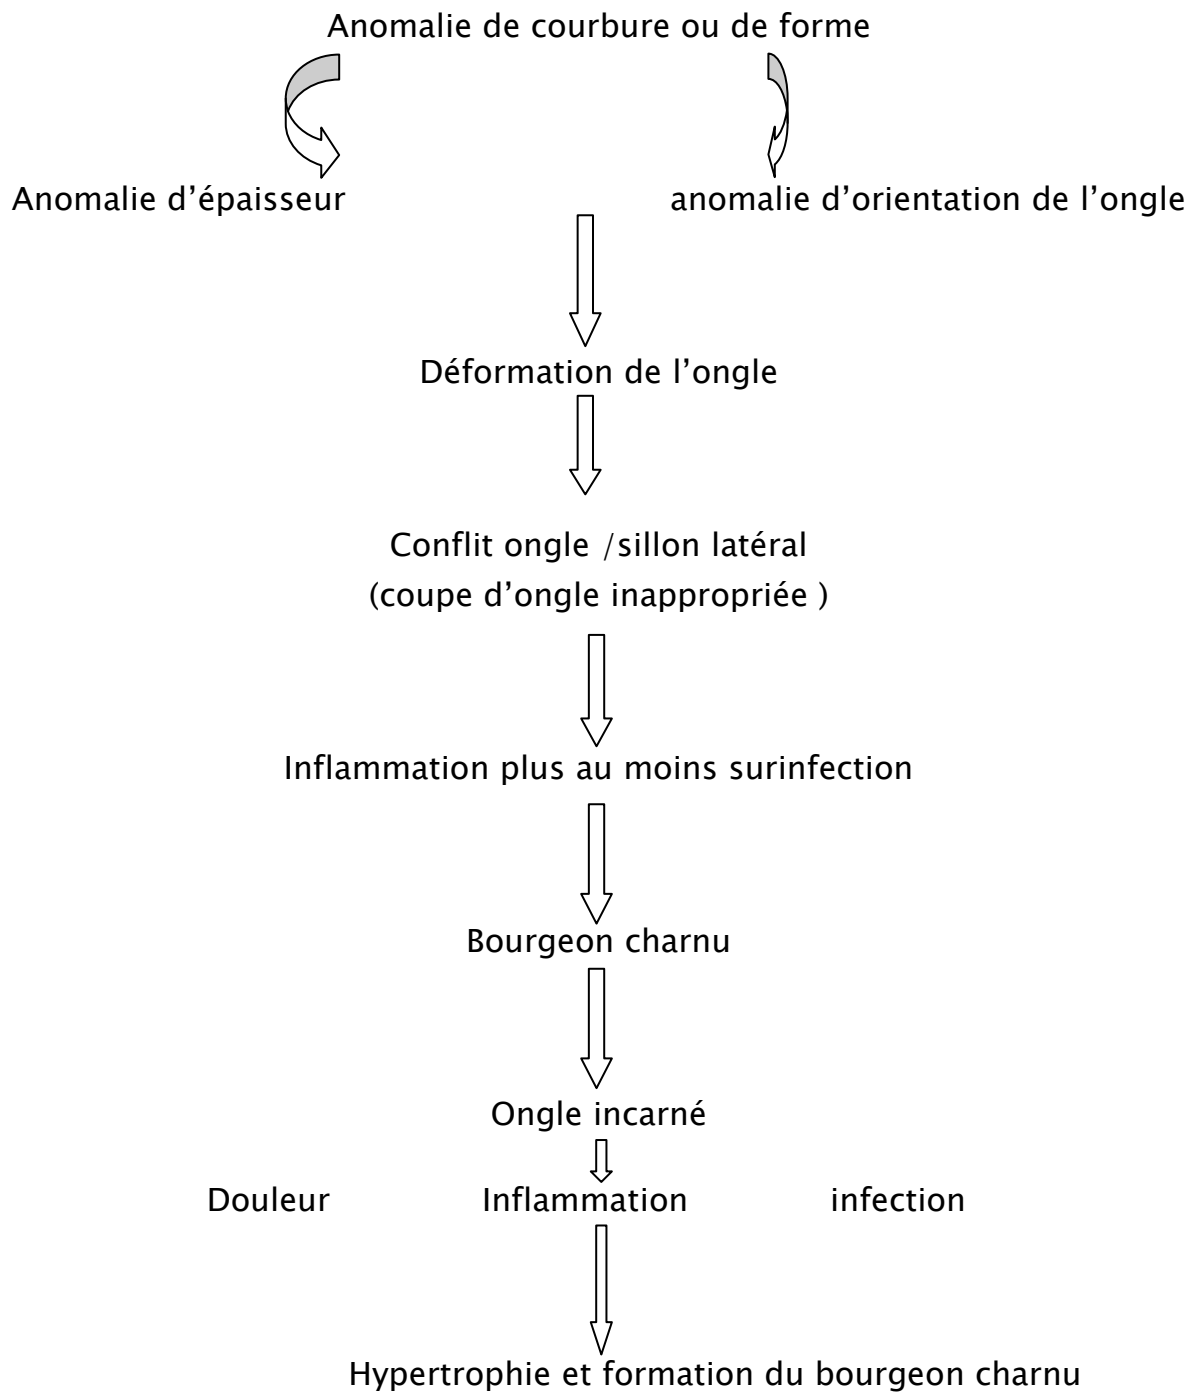 Anomalie de courbure ou de forme
Anomalie d’épaisseur anomalie d’orientation de l’ongle
Déformation de l’ongle
Conflit ongle /sillon latéral
(coupe d’ongle inappropriée )
Inflammation plus au moins surinfection
Bourgeon charnu
Ongle incarné
Douleur Inflammation infection
Hypertrophie et formation du bourgeon charnu